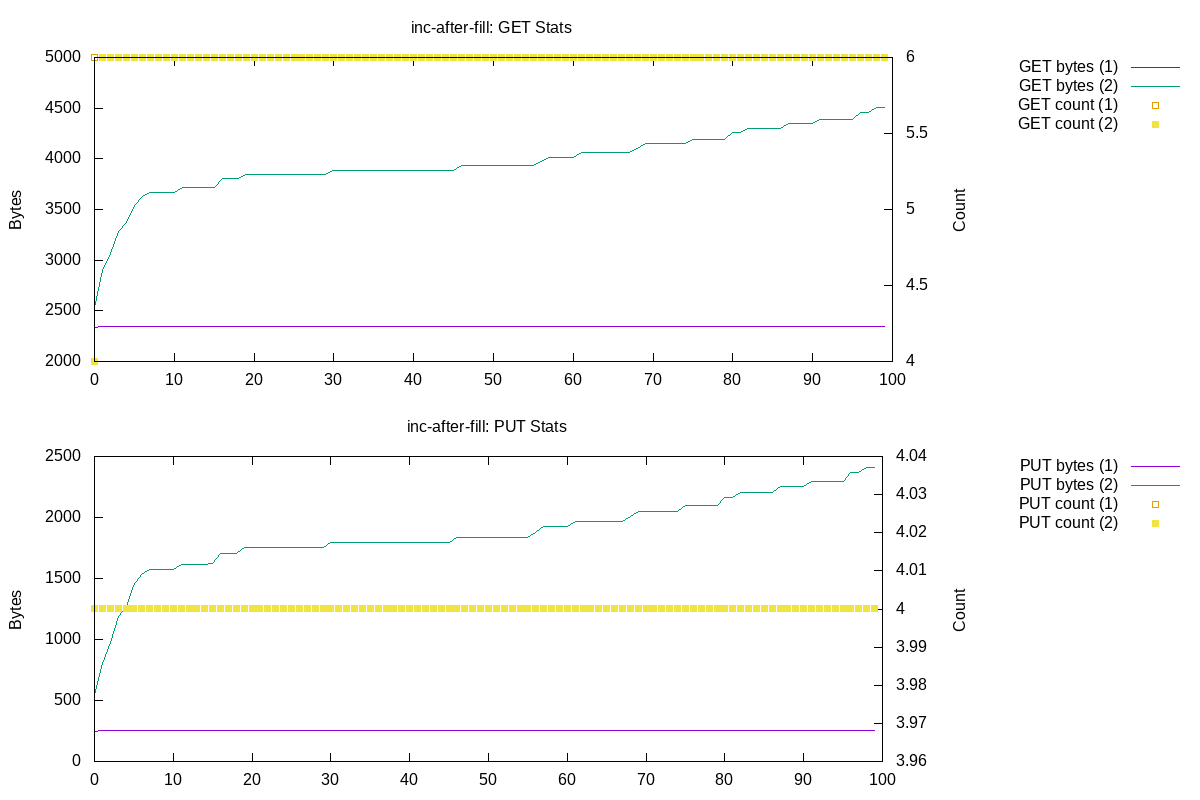 inc-after-fill: GET Stats
5000
4500
4000
3500
3000
2500
2000
Bytes
0 10 20 30 40 50 60 70 80 90 100
6
5.5
5
4.5
4
Count
GET bytes (1)
GET bytes (2)
GET count (1)
GET count (2)
inc-after-fill: PUT Stats
2500
2000
1500
1000
500
0
Bytes
0 10 20 30 40 50 60 70 80 90 100
4.04
4.03
4.02
4.01
4
3.99
3.98
3.97
3.96
Count
PUT bytes (1)
PUT bytes (2)
PUT count (1)
PUT count (2)